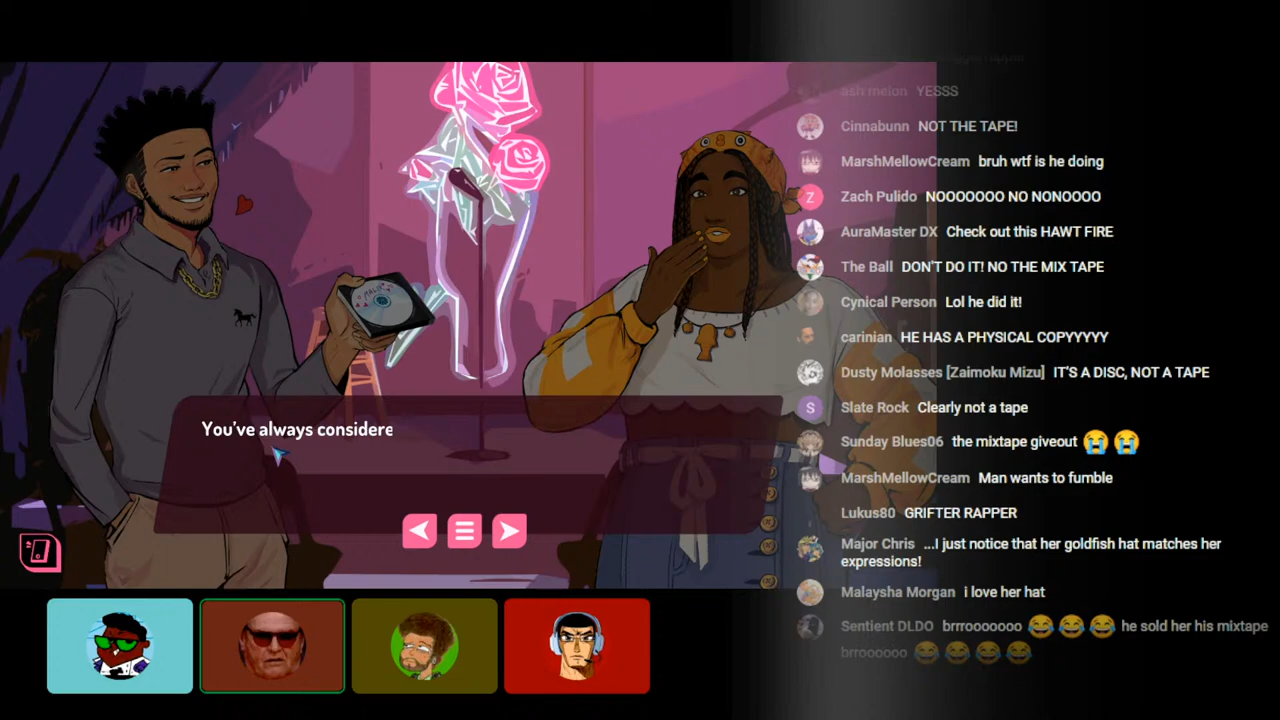 ash melon YESSS
Cinnabunn NOT THE TAPE!
MarshMellowCream bruh wtf is he doing
Z
Zach Pulido NOOOOOOO NO NONOOOO
AuraMaster DX Check out this HAWT FIRE
The Ball DON'T DO IT! NO THE MIX TAPE
Cynical Person Lol he did it!
carinian HE HAS A PHYSICAL COPYYYYY
Dusty Molasses [Zaimoku Mizu] IT'S A DISC, NOT A TAPE
S
Slate Rock Clearly not a tape
Sunday Blues06 the mixtape giveout 😭😭
MarshMellowCream Man wants to fumble
Lukus80 GRIFTER RAPPER
Major Chris ...I just notice that her goldfish hat matches her
expressions!
Malaysha Morgan i love her hat
Sentient DLDO brrrooooooo 😂😂😂 he sold her his mixtape
brroooooo 😂😂😂😂
MALIK
You've always considere